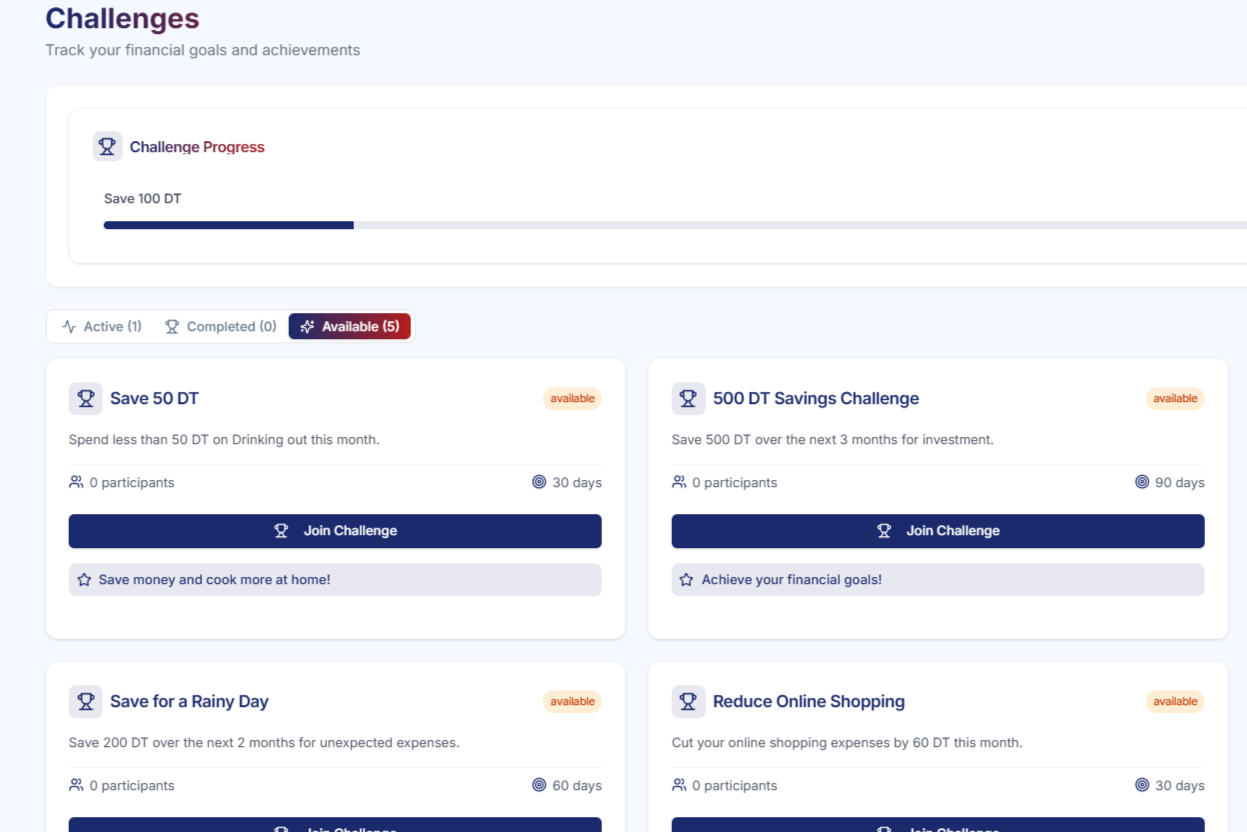 Challenges
Track your financial goals and achievements
Challenge Progress
Save 100 DT
Active (1)
Completed (0)
Available (5)
Save 50 DT
available
Spend less than 50 DT on Drinking out this month.
0 participants
30 days
Join Challenge
Save money and cook more at home!
500 DT Savings Challenge
available
Save 500 DT over the next 3 months for investment.
0 participants
90 days
Join Challenge
Achieve your financial goals!
Save for a Rainy Day
available
Save 200 DT over the next 2 months for unexpected expenses.
0 participants
60 days
Join Challenge
Reduce Online Shopping
available
Cut your online shopping expenses by 60 DT this month.
0 participants
30 days
Join Challenge